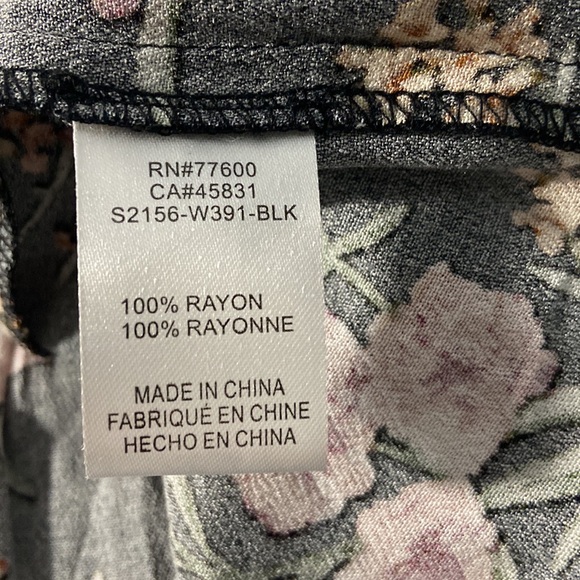 RN#77600
CA#45831
S2156-W391-BLK
100% RAYON
100% RAYONNE
MADE IN CHINA
FABRIQUÉ EN CHINE
HECHO EN CHINA